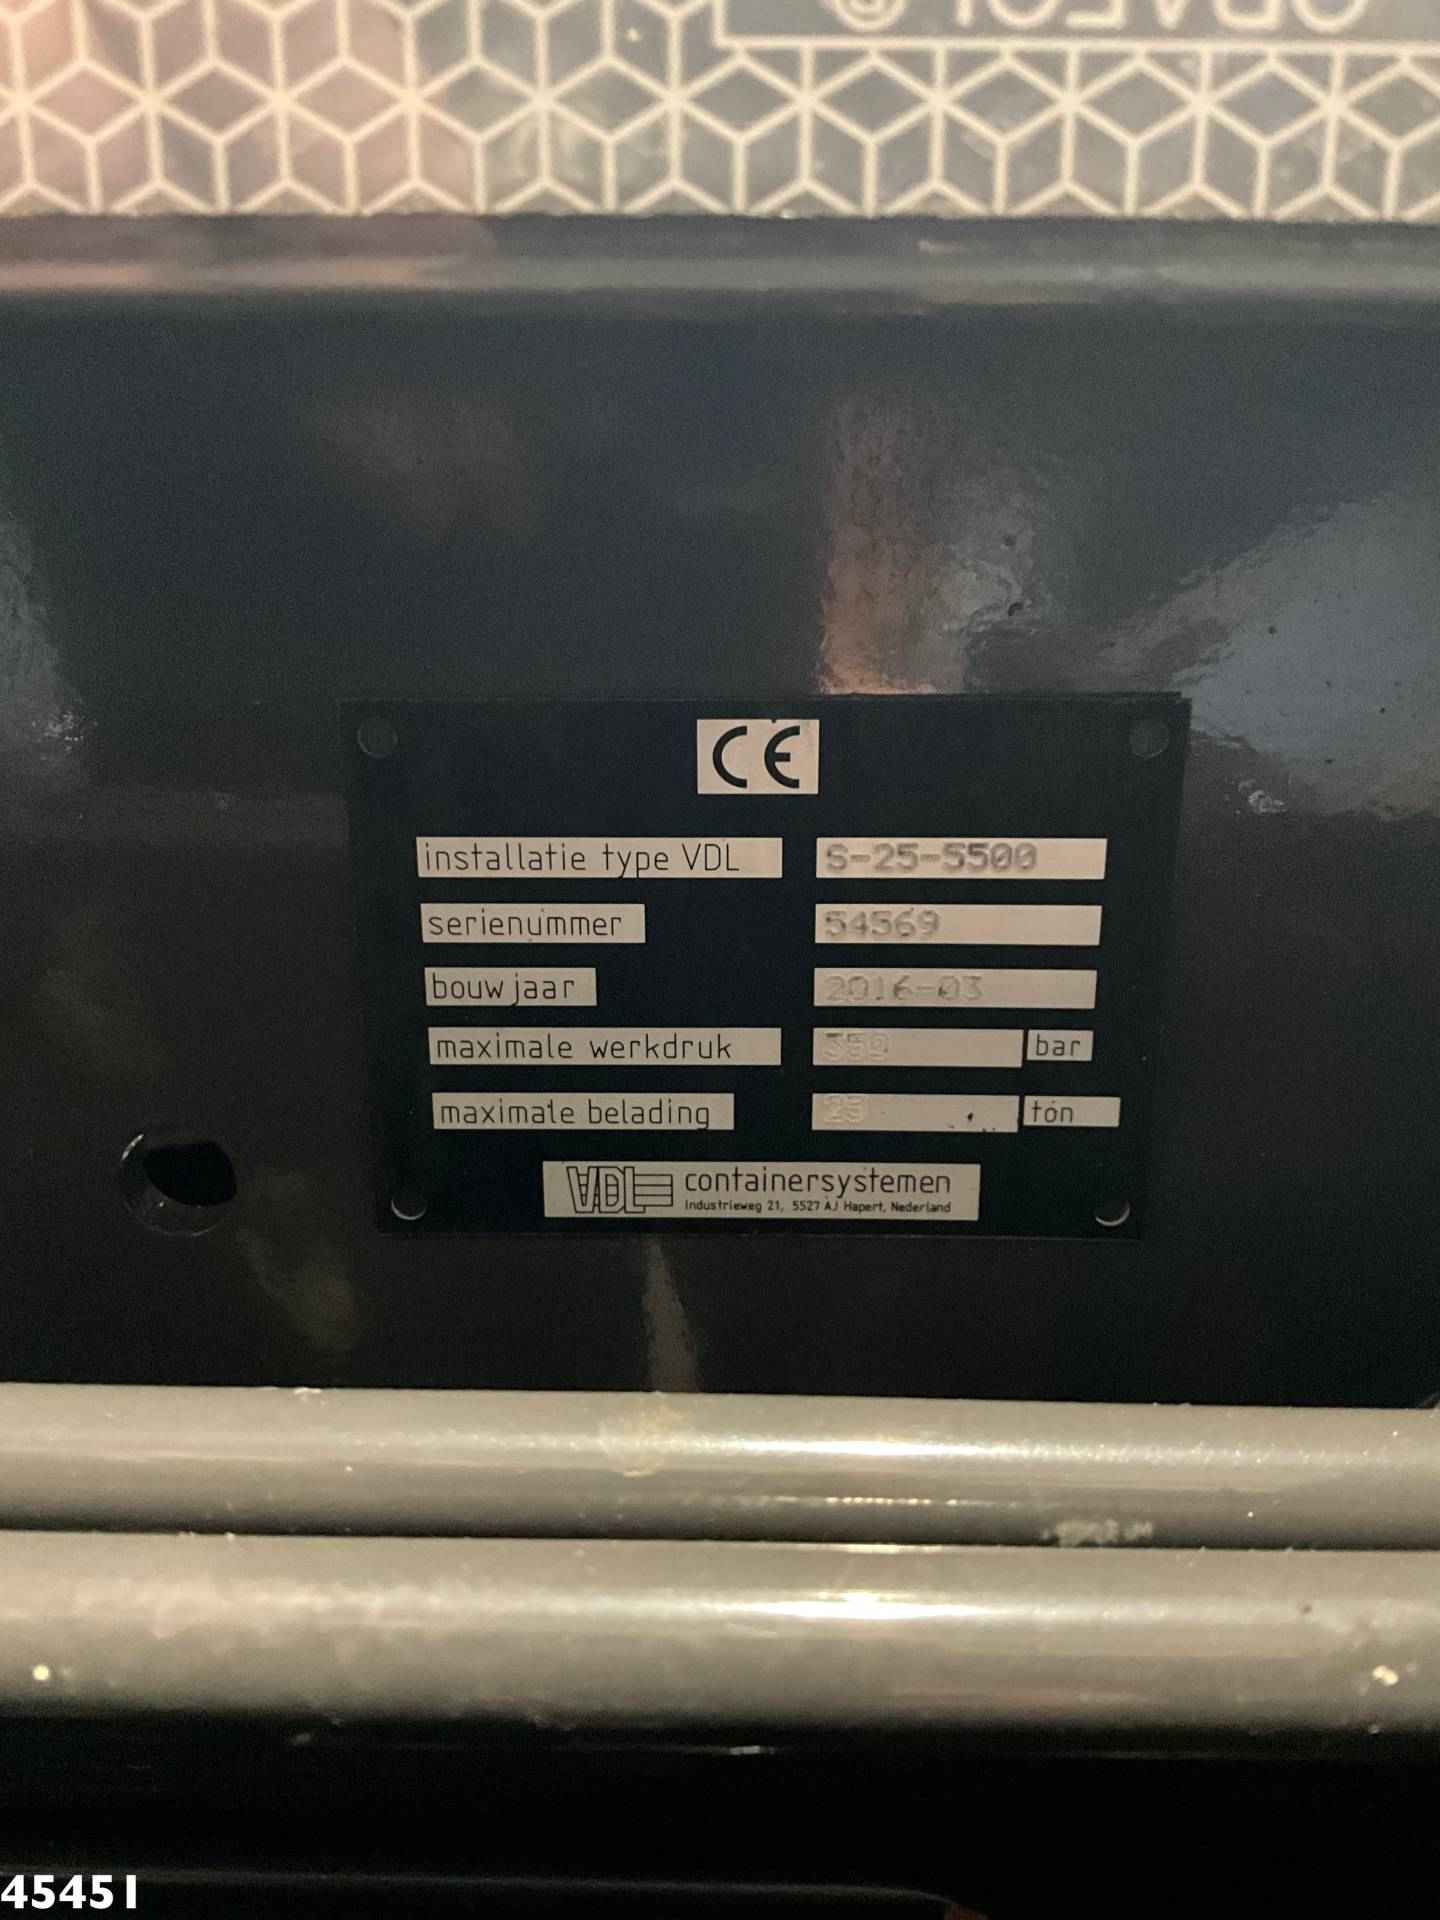 CE
installatie type VDL S-25-5500
serienummer 54569
bouwjaar 2016-03
maximale werkdruk 350 bar
maximale belading ton
VDL containersystemen
Industrieweg 21, 5527 AJ Hapert, Nederland
45451